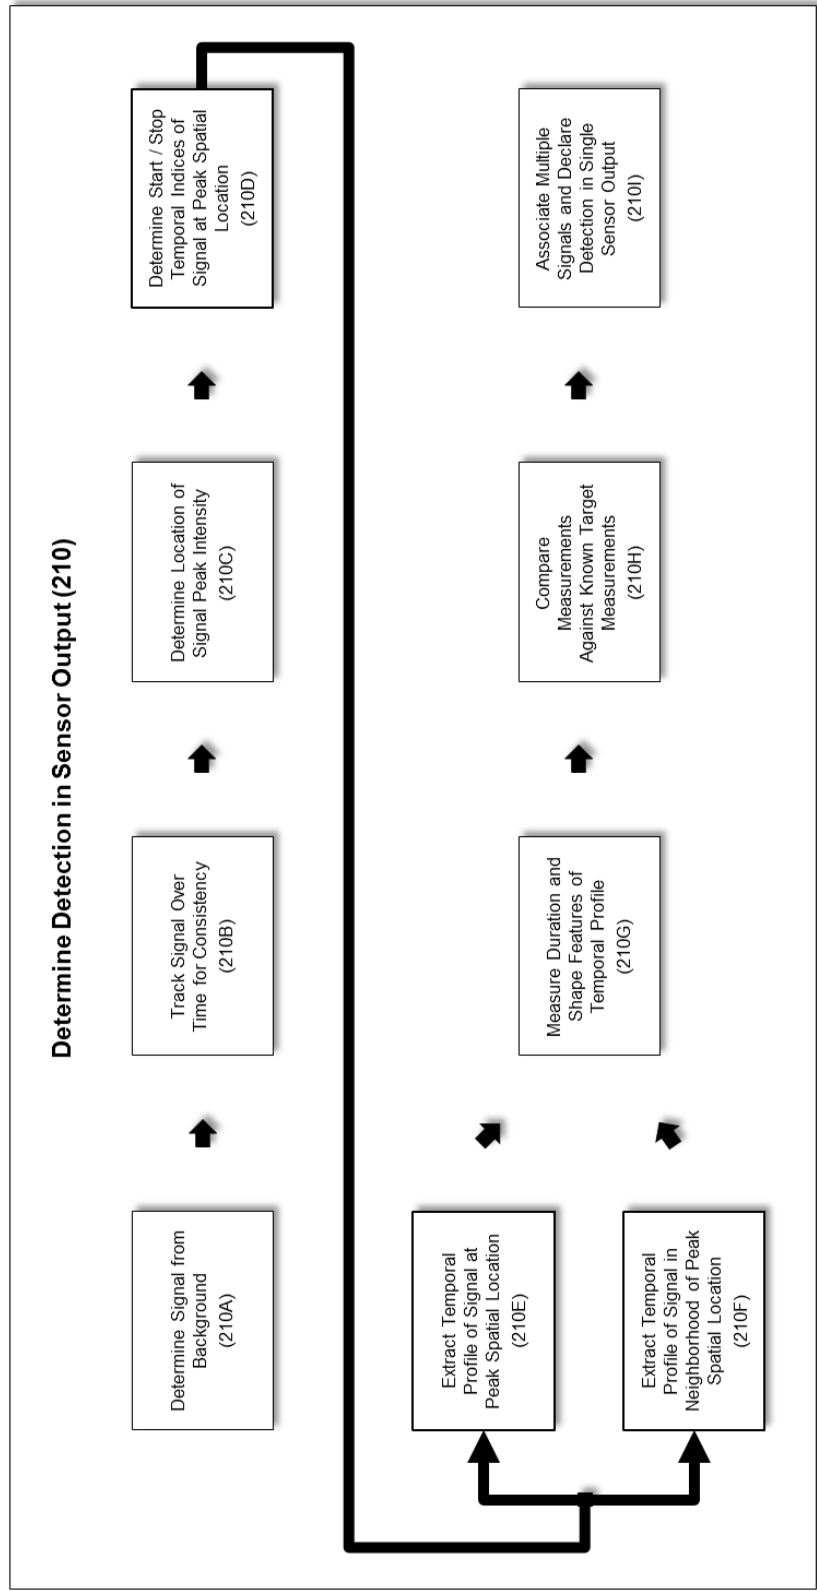 Determine Detection in Sensor Output (210)
Determine Signal from
Background
(210A)
Track Signal Over
Time for Consistency
(210B)
Determine Location of
Signal Peak Intensity
(210C)
Determine Start / Stop
Temporal Indices of
Signal at Peak Spatial
Location
(210D)
Extract Temporal
Profile of Signal at
Peak Spatial Location
(210E)
Extract Temporal
Profile of Signal in
Neighborhood of Peak
Spatial Location
(210F)
Measure Duration and
Shape Features of
Temporal Profile
(210G)
Compare
Measurements
Against Known Target
Measurements
(210H)
Associate Multiple
Signals and Declare
Detection in Single
Sensor Output
(210I)